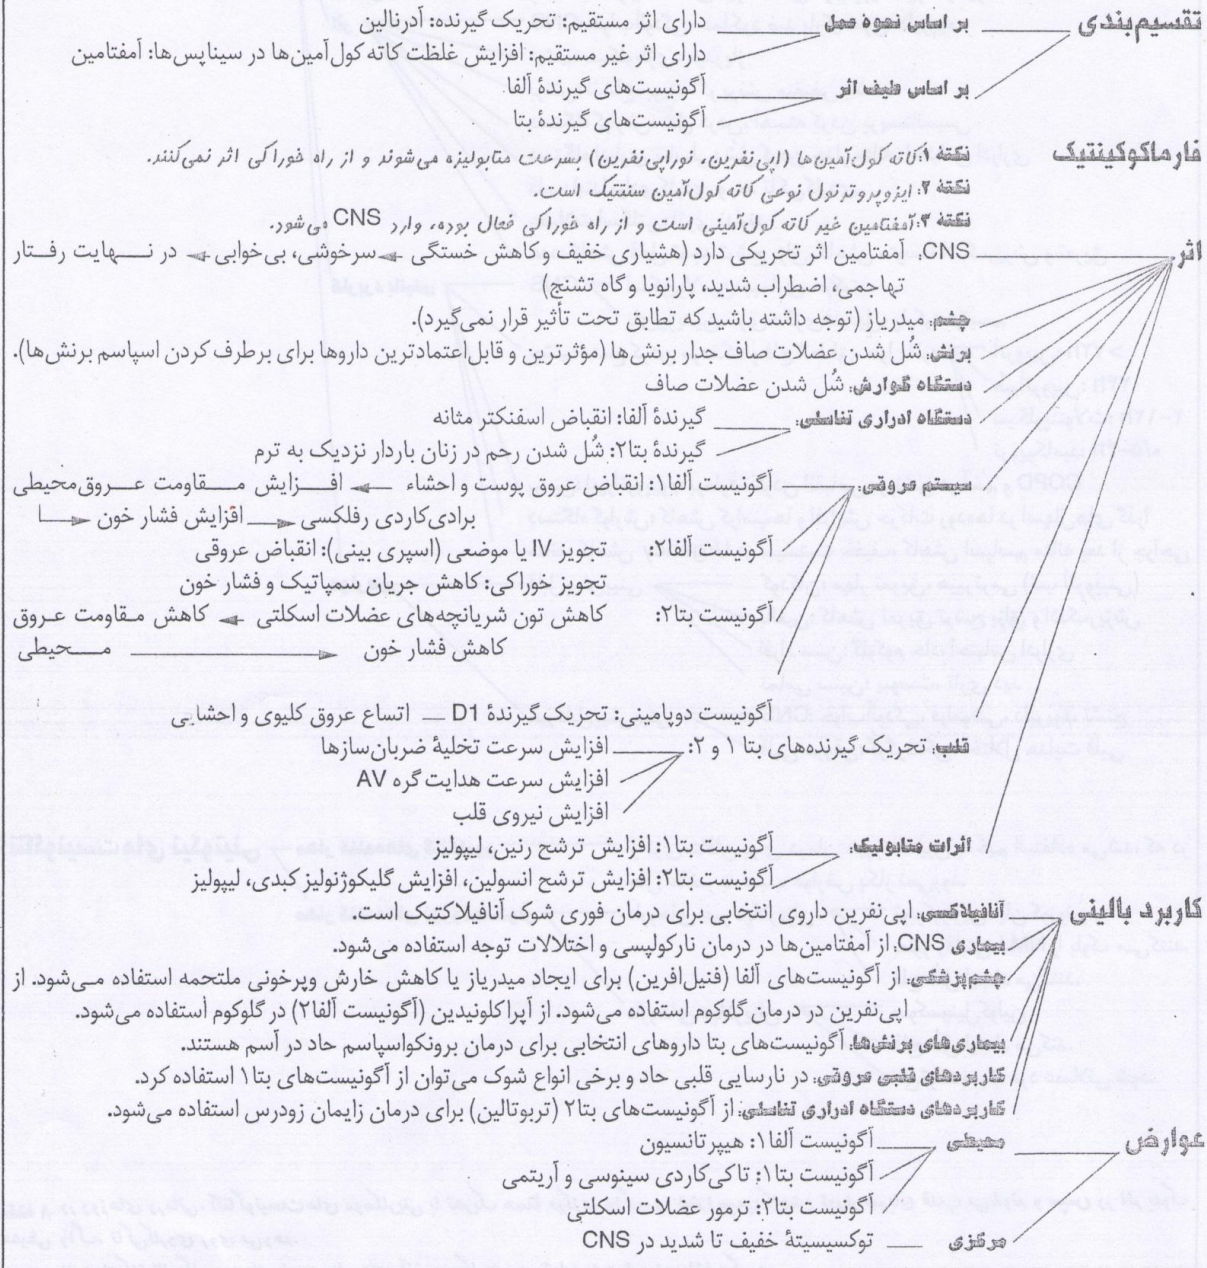 تقسیم‌بندی بر اساس نحوه عمل دارای اثر مستقیم: تحریک گیرنده: آدرنالین
دارای اثر غیر مستقیم: افزایش غلظت کاته کول‌آمین‌ها در سیناپس‌ها: آمفتامین
بر اساس طیف اثر آگونیست‌های گیرندهٔ آلفا
آگونیست‌های گیرندهٔ بتا
فارماکوکینتیک نکتهٔ ۱: کاته کول‌آمین‌ها (اپی‌نفرین، نوراپی‌نفرین) بسرعت متابولیزه می‌شوند و از راه خوراکی اثر نمی‌کنند.
نکتهٔ ۲: ایزوپروترنول نوعی کاته کول‌آمین سنتتیک است.
نکتهٔ ۳: آمفتامین غیر کاته کول‌آمینی است و از راه خوراکی فعال بوده، وارد CNS می‌شود.
اثر CNS: آمفتامین اثر تحریکی دارد (هشیاری خفیف و کاهش خستگی ← سرخوشی، بی‌خوابی ← در نهایت رفتار
تهاجمی، اضطراب شدید، پارانویا و گاه تشنج)
چشم: میدریاز (توجه داشته باشید که تطابق تحت تأثیر قرار نمی‌گیرد).
برنش: شُل شدن عضلات صاف جدار برنش‌ها (مؤثرترین و قابل‌اعتمادترین داروها برای برطرف کردن اسپاسم برنش‌ها).
دستگاه گوارش: شُل شدن عضلات صاف
دستگاه ادراری تناسلی: گیرندهٔ آلفا: انقباض اسفنکتر مثانه
گیرندهٔ بتا۲: شُل شدن رحم در زنان باردار نزدیک به ترم
سیستم عروقی: آگونیست آلفا۱: انقباض عروق پوست و احشاء ← افزایش مقاومت عروق‌محیطی
← افزایش فشار خون ← برادی‌کاردی رفلکسی
آگونیست آلفا۲: تجویز IV یا موضعی (اسپری بینی): انقباض عروقی
تجویز خوراکی: کاهش جریان سمپاتیک و فشار خون
آگونیست بتا۲: کاهش تون شریانچه‌های عضلات اسکلتی ← کاهش مقاومت عروق
محیطی ← کاهش فشار خون
آگونیست دوپامینی: تحریک گیرندهٔ D1 _ اتساع عروق کلیوی و احشایی
قلب: تحریک گیرنده‌های بتا ۱ و ۲: افزایش سرعت تخلیهٔ ضربان‌سازها
افزایش سرعت هدایت گره AV
افزایش نیروی قلب
اثرات متابولیک آگونیست بتا۱: افزایش ترشح رنین، لیپولیز
آگونیست بتا۲: افزایش ترشح انسولین، افزایش گلیکوژنولیز کبدی، لیپولیز
کاربرد بالینی آنافیلاکسی: اپی‌نفرین داروی انتخابی برای درمان فوری شوک آنافیلاکتیک است.
بیماری CNS: از آمفتامین‌ها در درمان نارکولپسی و اختلالات توجه استفاده می‌شود.
چشم‌پزشکی: از آگونیست‌های آلفا (فنیل‌افرین) برای ایجاد میدریاز یا کاهش خارش وپرخونی ملتحمه استفاده می‌شود. از
اپی‌نفرین در درمان گلوکوم استفاده می‌شود. از آپراکلونیدین (آگونیست آلفا۲) در گلوکوم استفاده می‌شود.
بیماری‌های برنش‌ها: آگونیست‌های بتا داروهای انتخابی برای درمان برونکواسپاسم حاد در آسم هستند.
کاربردهای قلبی عروقی: در نارسایی قلبی حاد و برخی انواع شوک می‌توان از آگونیست‌های بتا۱ استفاده کرد.
کاربردهای دستگاه ادراری تناسلی: از آگونیست‌های بتا۲ (تربوتالین) برای درمان زایمان زودرس استفاده می‌شود.
عوارض محیطی آگونیست آلفا۱: هیپرتانسیون
آگونیست بتا۱: تاکی‌کاردی سینوسی و آریتمی
آگونیست بتا۲: ترمور عضلات اسکلتی
مرکزی توکسیسیتهٔ خفیف تا شدید در CNS